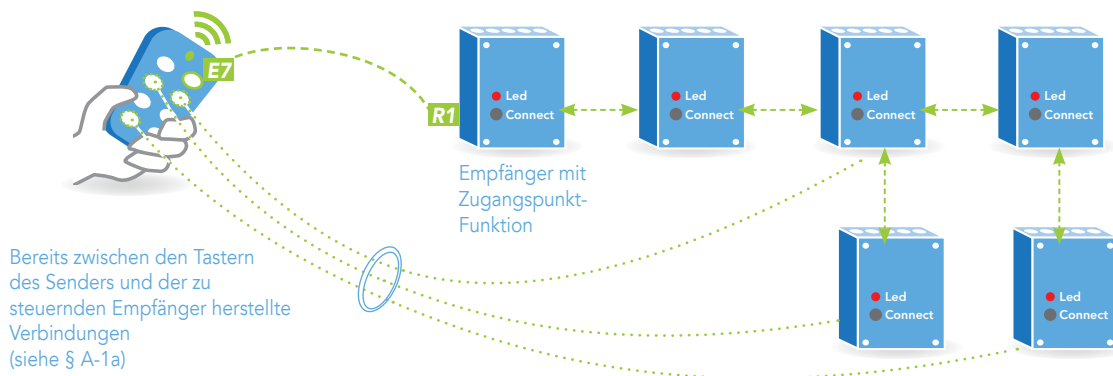 E7
R1
Led
Connect
Led
Connect
Led
Connect
Led
Connect
Empfänger mit
Zugangspunkt-
Funktion
Bereits zwischen den Tastern
des Senders und der zu
steuernden Empfänger herstellte
Verbindungen
(siehe § A-1a)
Led
Connect
Led
Connect